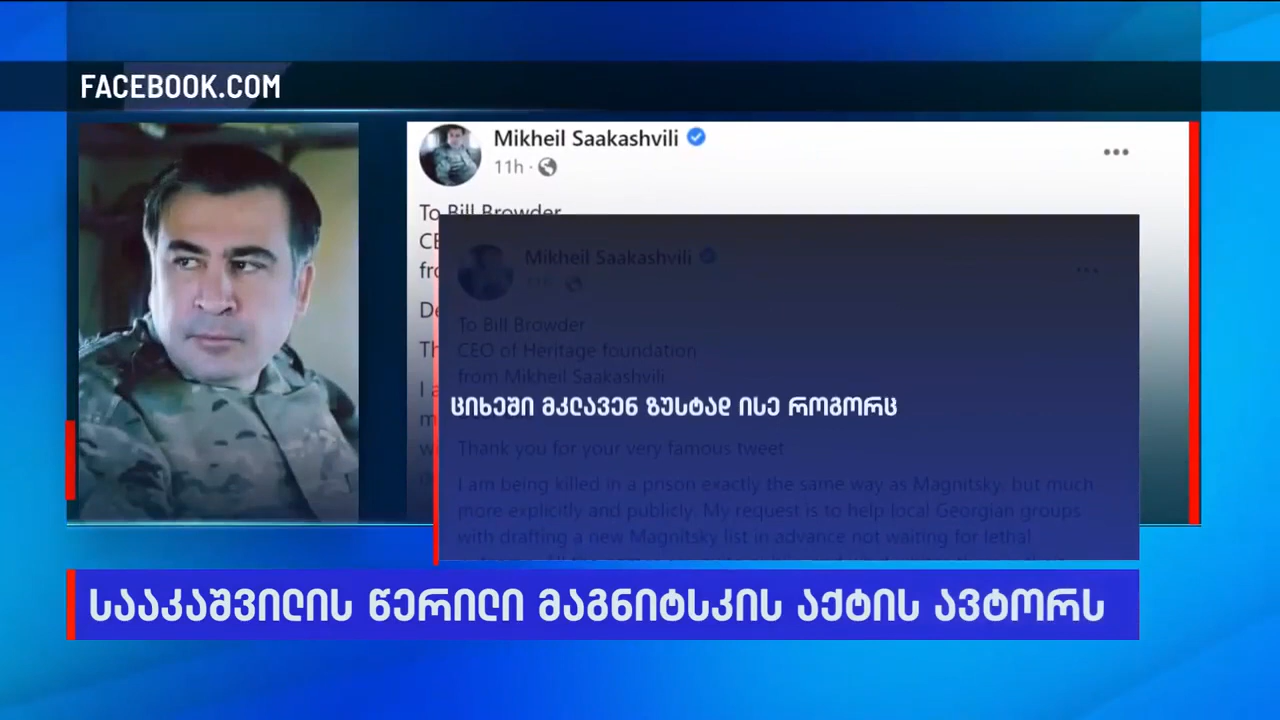 FACEBOOK.COM
Mikheil Saakashvili
11h
To Bill Browder
Mikheil Saakashvili
11h
To Bill Browder
CEO of Heritage foundation
from Mikheil Saakashvili
ციხეში მკლავენ ზუსტად ისე როგორც
Thank you for your very famous tweet
I am being killed in a prison exactly the same way as Magnitsky, but much
more explicitly and publicly. My request is to help local Georgian groups
with drafting a new Magnitsky list in advance not waiting for lethal
სააკაშვილის წერილი მაგნიტსკის აქტის ავტორს